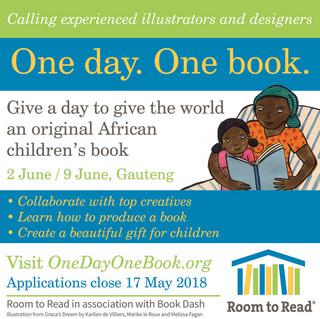 Calling experienced illustrators and designers
One day. One book.
Give a day to give the world
an original African
children's book
2 June / 9 June, Gauteng
• Collaborate with top creatives
• Learn how to produce a book
• Create a beautiful gift for children
Visit OneDayOneBook.org
Applications close 17 May 2018
Room to Read in association with Book Dash
Illustration from Graca's Dream by Karlien de Villiers, Marike le Roux and Melissa Fagan
Room to Read®